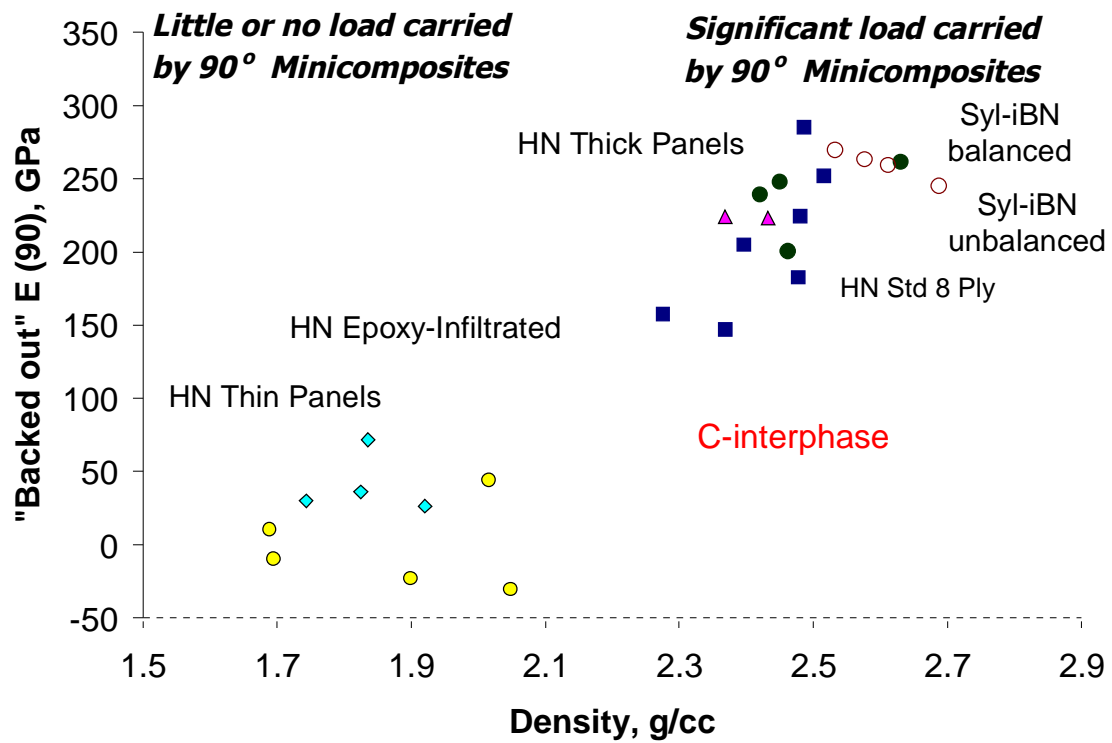 Little or no load carried
by 90° Minicomposites
Significant load carried
by 90° Minicomposites
350
300
250
200
150
100
50
0
-50
"Backed out" E (90), GPa
Syl-iBN
balanced
HN Thick Panels
Syl-iBN
unbalanced
HN Std 8 Ply
HN Epoxy-Infiltrated
HN Thin Panels
C-interphase
1.5 1.7 1.9 2.1 2.3 2.5 2.7 2.9
Density, g/cc